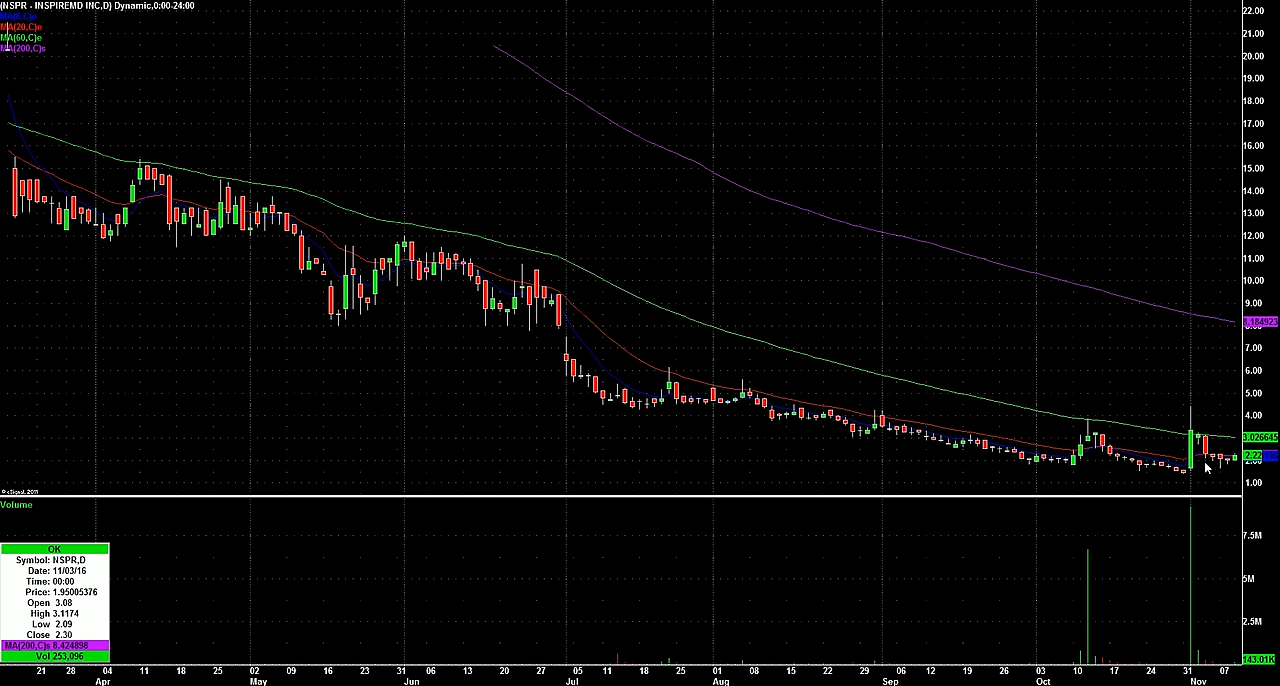 (NSPR - INSPIREMD INC,D) Dynamic,0:00-24:00
MA(20,C)e
MA(60,C)e
MA(200,C)s
22.00
21.00
20.00
19.00
18.00
17.00
16.00
15.00
14.00
13.00
12.00
11.00
10.00
9.00
8.00
7.00
6.00
5.00
4.00
3.026645
2.22
1.00
© eSignal, 2011
Volume
7.5M
5M
2.5M
143.01K
OK
Symbol: NSPR,D
Date: 11/03/16
Time: 00:00
Price: 1.95005376
Open 3.08
High 3.1174
Low 2.09
Close 2.30
MA(200,C)s 8.424898
Vol 253,096
21 28 04 11 18 25 02 09 16 23 31 06 13 20 27 05 11 18 25 01 08 15 22 29 06 12 19 26 03 10 17 24 31 07
Apr May Jun Jul Aug Sep Oct Nov